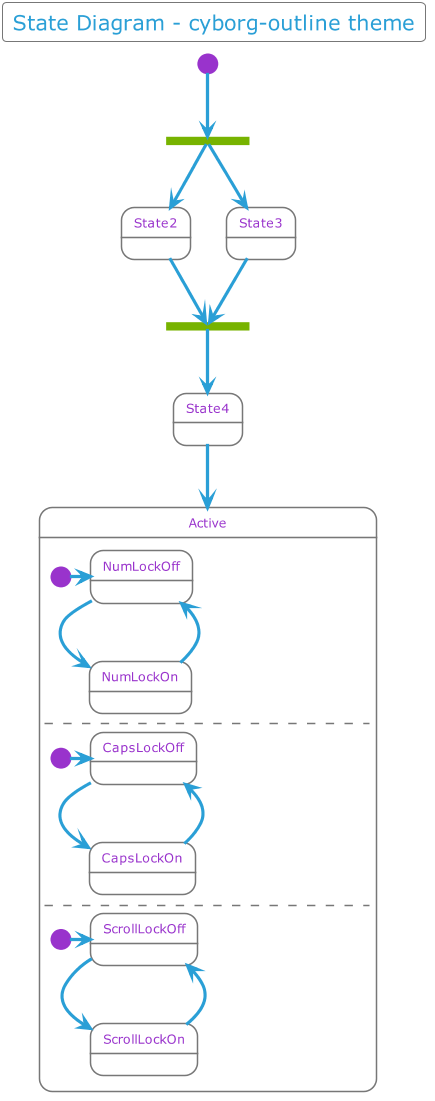 State Diagram - cyborg-outline theme
State2
State3
State4
Active
NumLockOff
NumLockOn
CapsLockOff
CapsLockOn
ScrollLockOff
ScrollLockOn